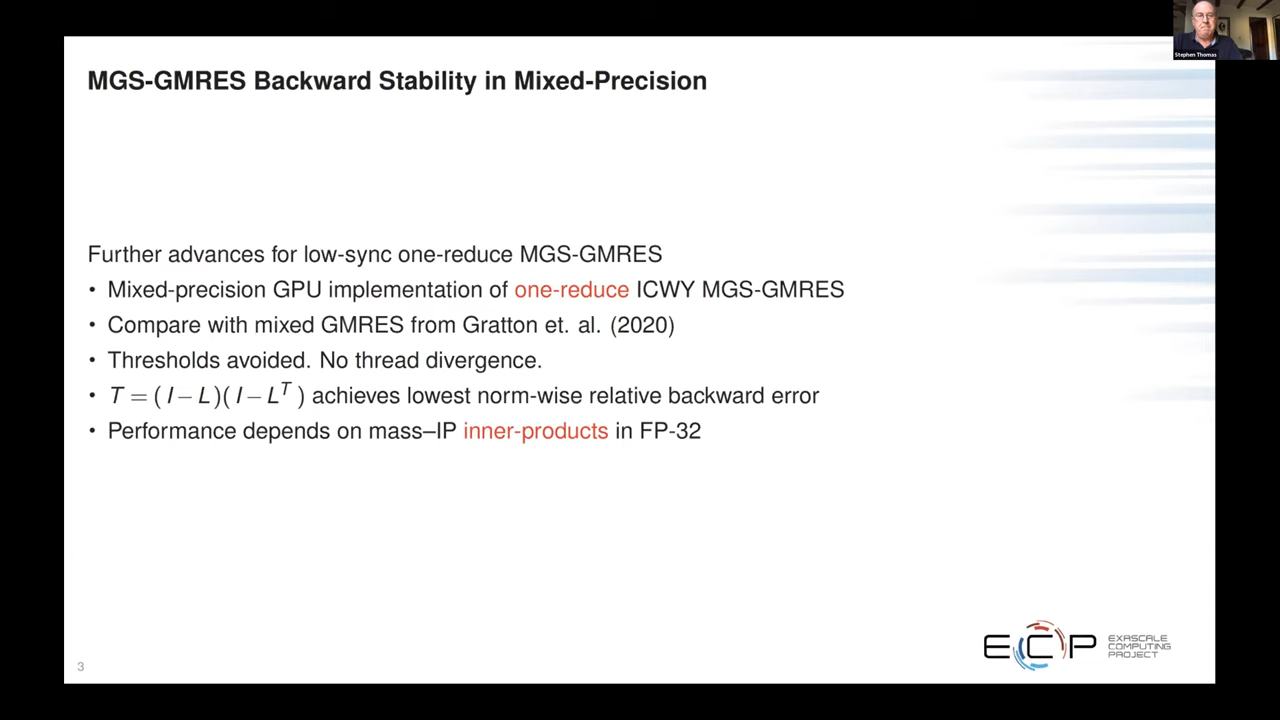 Stephen Thomas
MGS-GMRES Backward Stability in Mixed-Precision
Further advances for low-sync one-reduce MGS-GMRES
• Mixed-precision GPU implementation of one-reduce ICWY MGS-GMRES
• Compare with mixed GMRES from Gratton et. al. (2020)
• Thresholds avoided. No thread divergence.
• T = ( I − L )( I − L^T ) achieves lowest norm-wise relative backward error
• Performance depends on mass–IP inner-products in FP-32
3
ECP
EXASCALE
COMPUTING
PROJECT